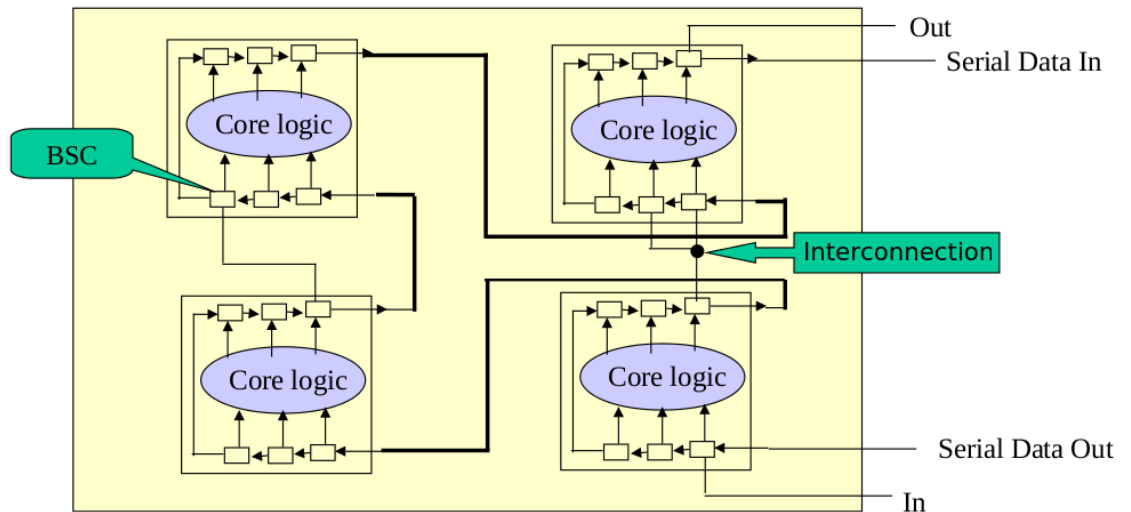 Out
Serial Data In
Core logic
Core logic
BSC
Interconnection
Core logic
Core logic
Serial Data Out
In